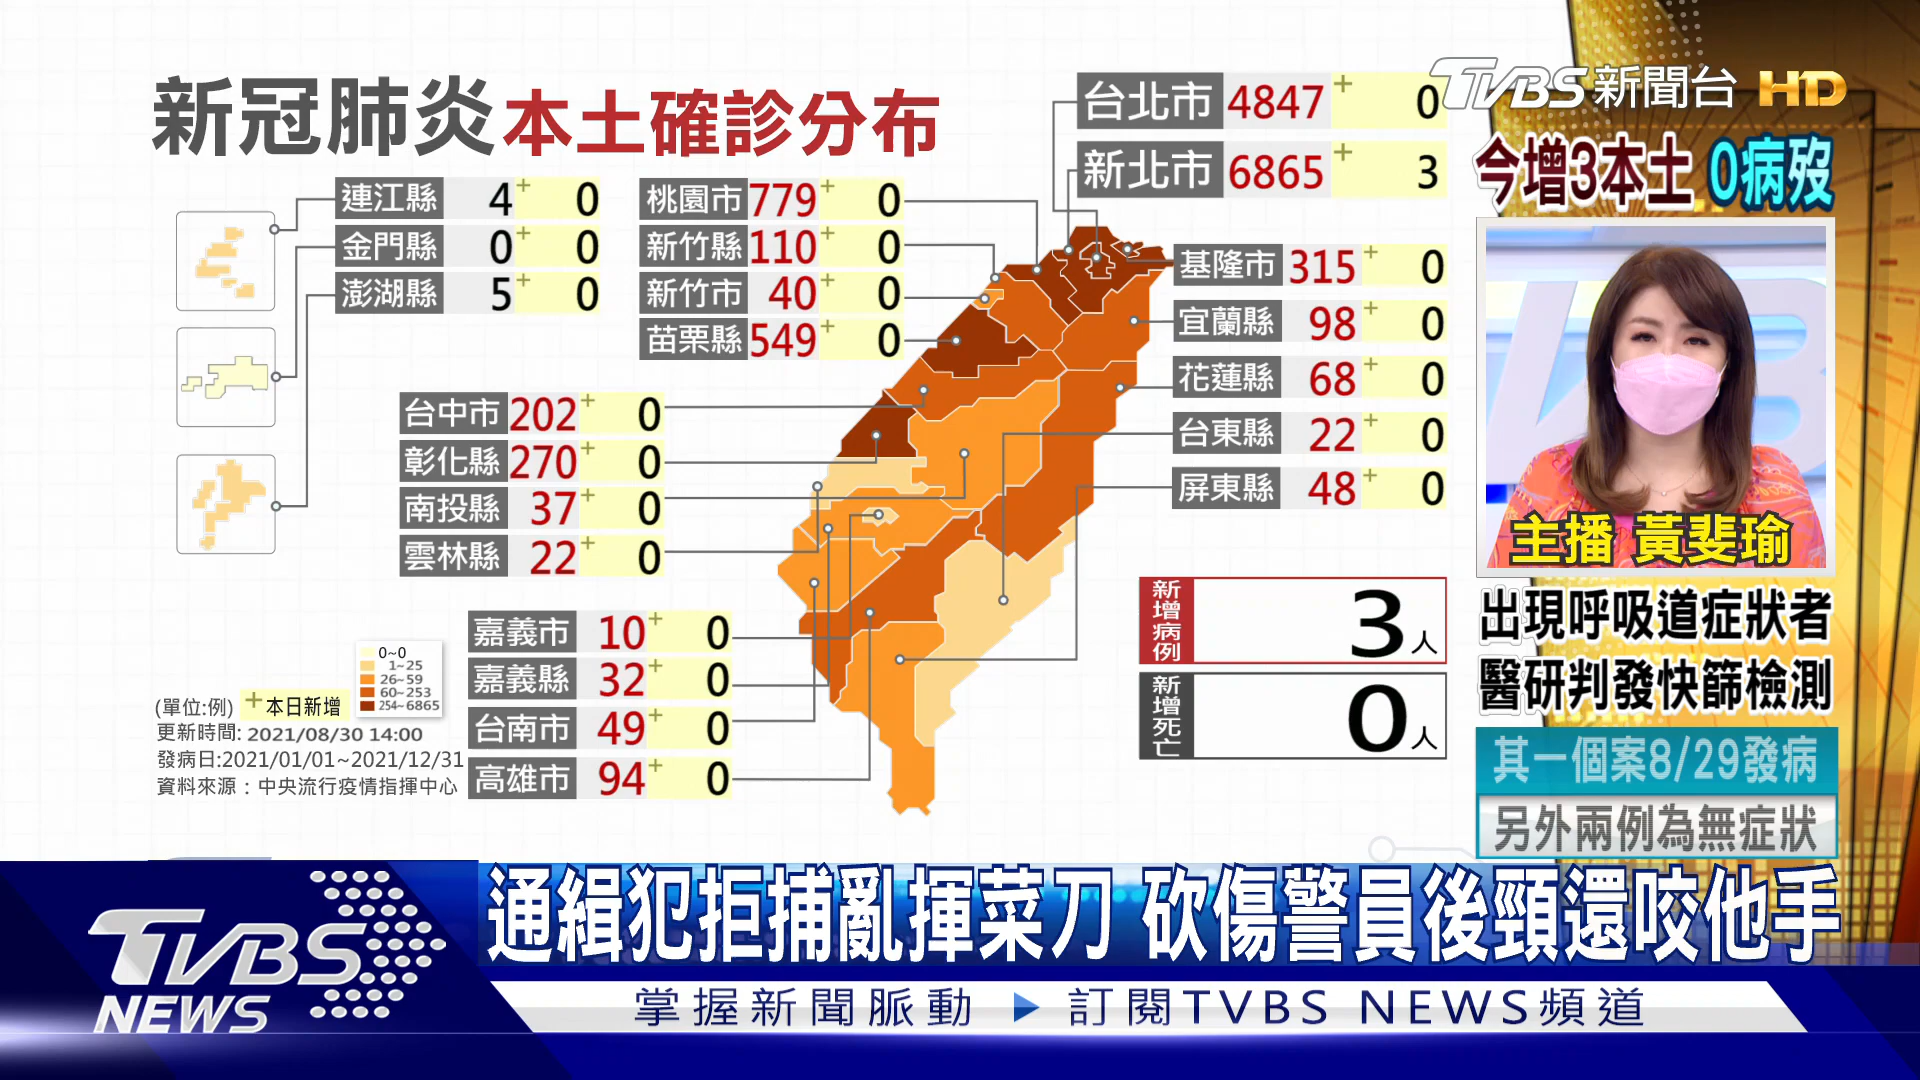 新冠肺炎本土確診分布
連江縣 4 + 0
金門縣 0 + 0
澎湖縣 5 + 0
桃園市 779 + 0
新竹縣 110 + 0
新竹市 40 + 0
苗栗縣 549 + 0
台北市 4847 + 0
新北市 6865 + 3
基隆市 315 + 0
宜蘭縣 98 + 0
花蓮縣 68 + 0
台東縣 22 + 0
屏東縣 48 + 0
台中市 202 + 0
彰化縣 270 + 0
南投縣 37 + 0
雲林縣 22 + 0
嘉義市 10 + 0
嘉義縣 32 + 0
台南市 49 + 0
高雄市 94 + 0
新增病例 3人
新增死亡 0人
0~0
1~25
26~59
60~253
254~6865
(單位:例) +本日新增
更新時間: 2021/08/30 14:00
發病日:2021/01/01~2021/12/31
資料來源：中央流行疫情指揮中心
TVBS新聞台 HD
今增3本土 0病歿
主播 黃斐瑜
出現呼吸道症狀者
醫研判發快篩檢測
其一個案8/29發病
另外兩例為無症狀
TVBS
NEWS
通緝犯拒捕亂揮菜刀 砍傷警員後頸還咬他手
掌握新聞脈動 ▶ 訂閱TVBS NEWS頻道